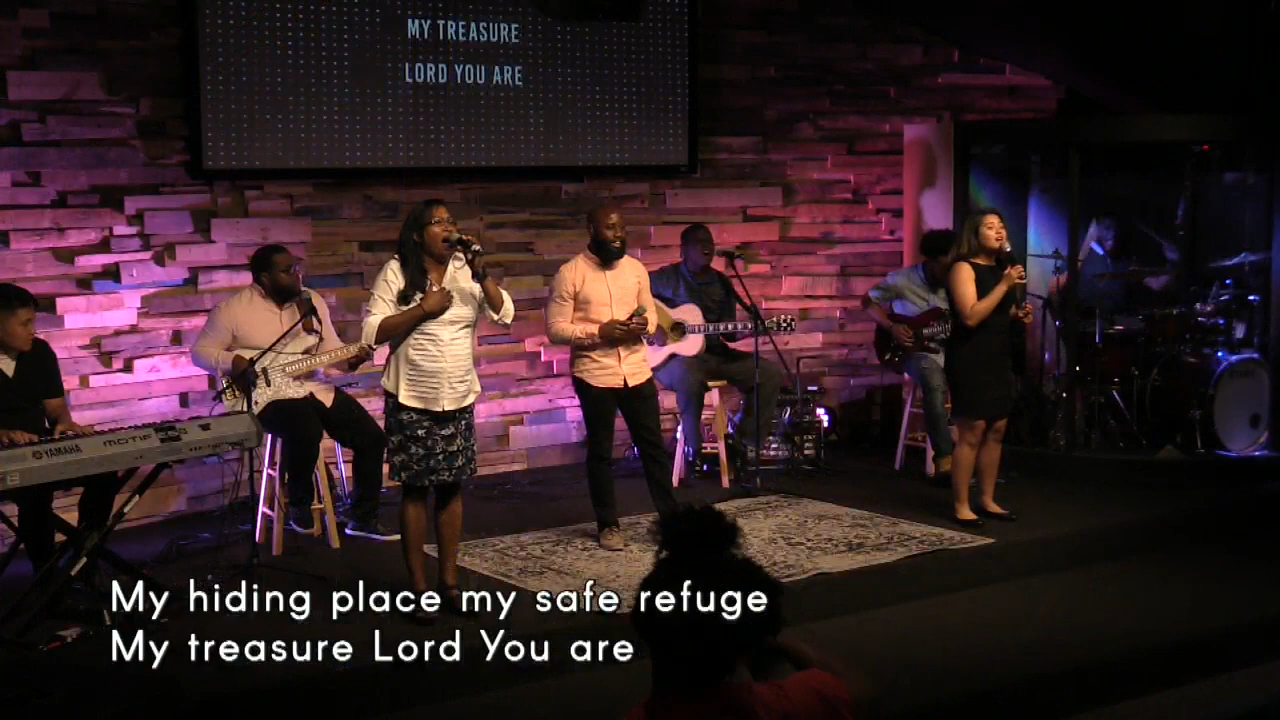 MY TREASURE
LORD YOU ARE
YAMAHA
MOTIF
My hiding place my safe refuge
My treasure Lord You are